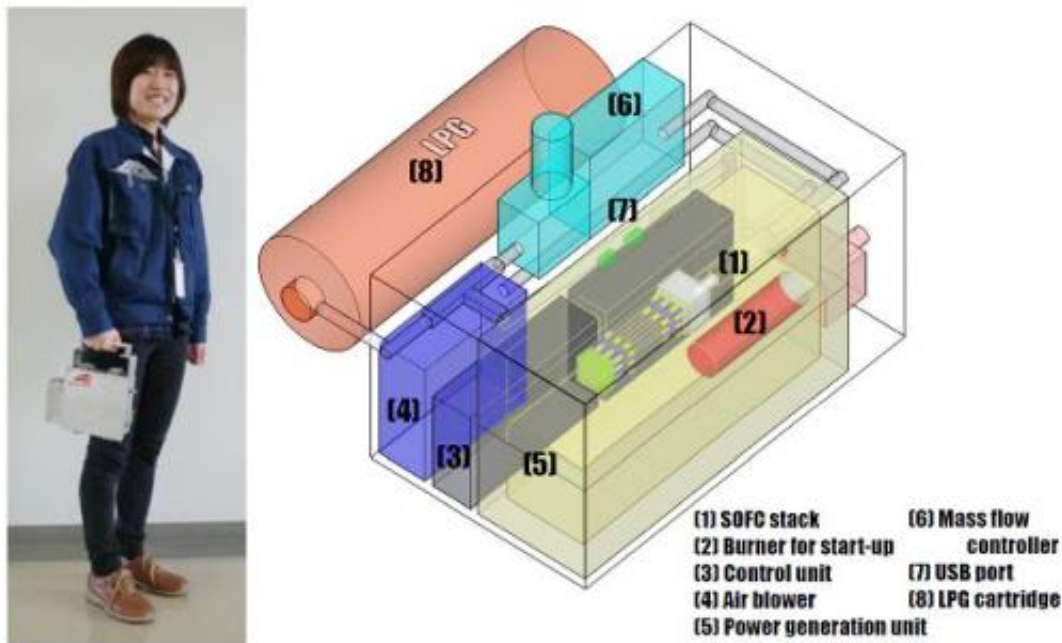 (6)
LPG
(8)
(7)
(1)
(2)
(4)
(3)
(5)
(1) SOFC stack
(2) Burner for start-up
(3) Control unit
(4) Air blower
(5) Power generation unit
(6) Mass flow
controller
(7) USB port
(8) LPG cartridge